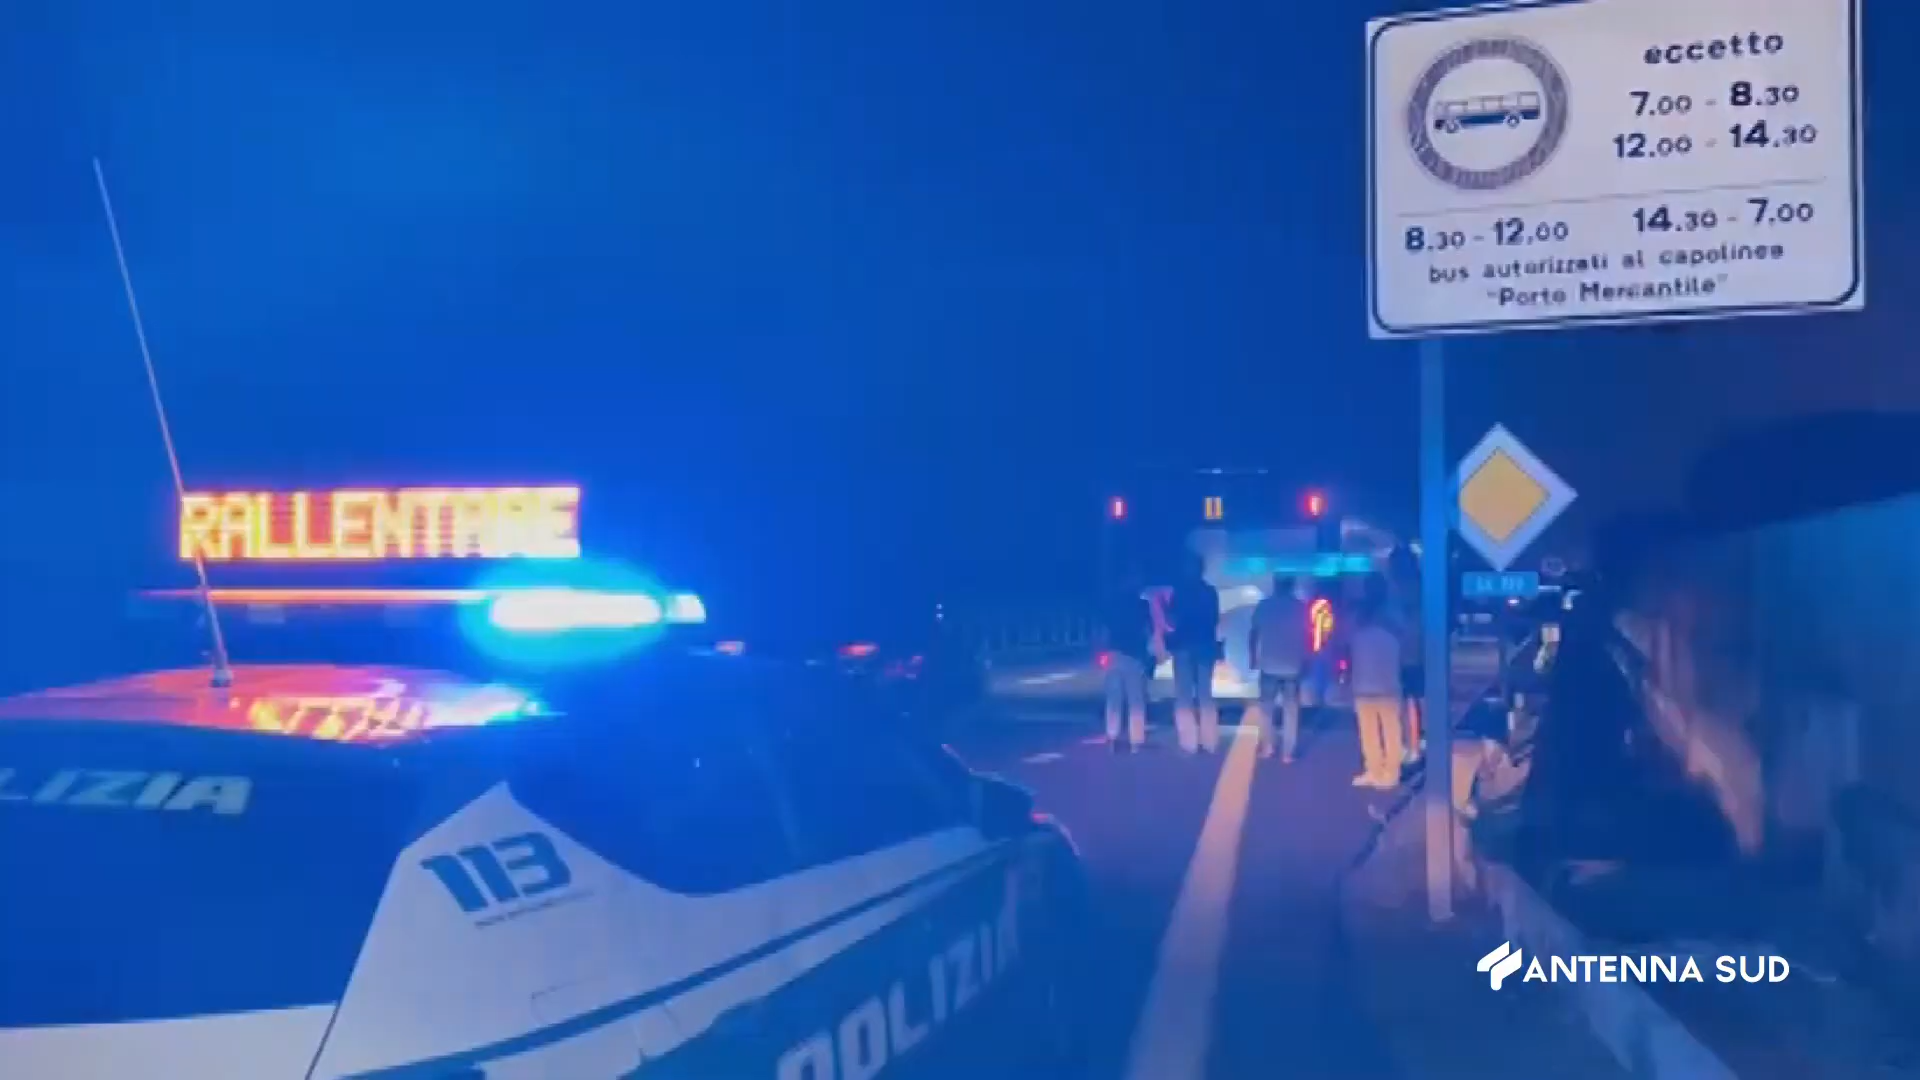 eccetto
7.00 - 8.30
12.00 - 14.30
8.30 - 12.00 14.30 - 7.00
bus autorizzati al capolinea
"Porto Mercantile"
RALLENTARE
LIZIA
113
POLIZIA
ANTENNA SUD